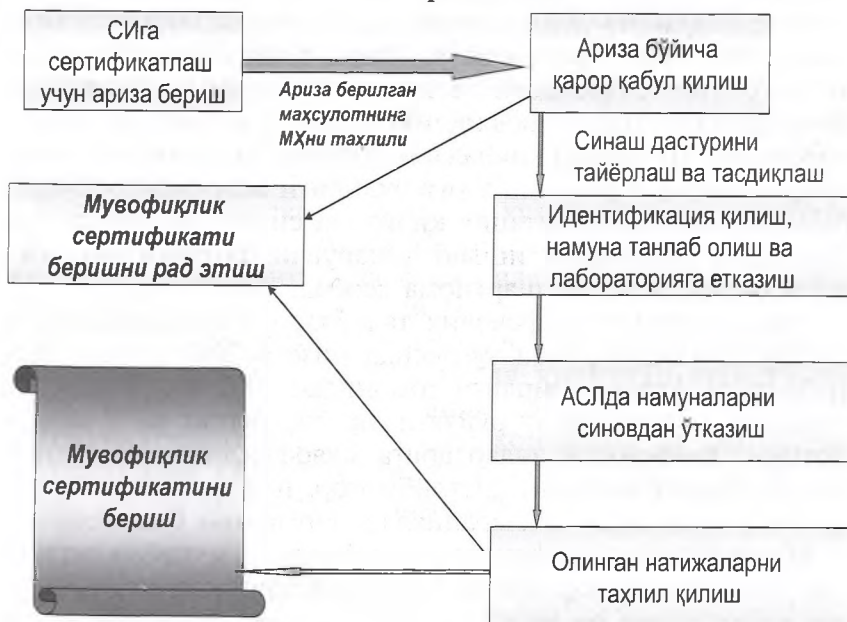 СИга
сертификатлаш
учун ариза бериш
Ариза берилган
маҳсулотнинг
МҲни таҳлили
Ариза бўйича
қарор қабул қилиш
Синаш дастурини
тайёрлаш ва тасдиқлаш
Мувофиқлик
сертификати
беришни рад этиш
Идентификация қилиш,
намуна танлаб олиш ва
лабораторияга етказиш
АСЛда намуналарни
синовдан ўтказиш
Мувофиқлик
сертификатини
бериш
Олинган натижаларни
таҳлил қилиш